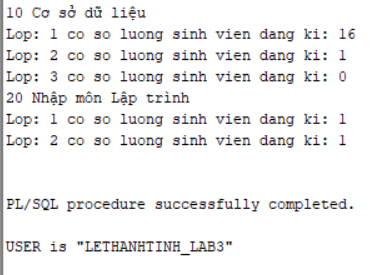 10 Cơ sở dữ liệu
Lop: 1 co so luong sinh vien dang ki: 16
Lop: 2 co so luong sinh vien dang ki: 1
Lop: 3 co so luong sinh vien dang ki: 0
20 Nhập môn Lập trình
Lop: 1 co so luong sinh vien dang ki: 1
Lop: 2 co so luong sinh vien dang ki: 1
PL/SQL procedure successfully completed.
USER is "LETHANHTINH_LAB3"